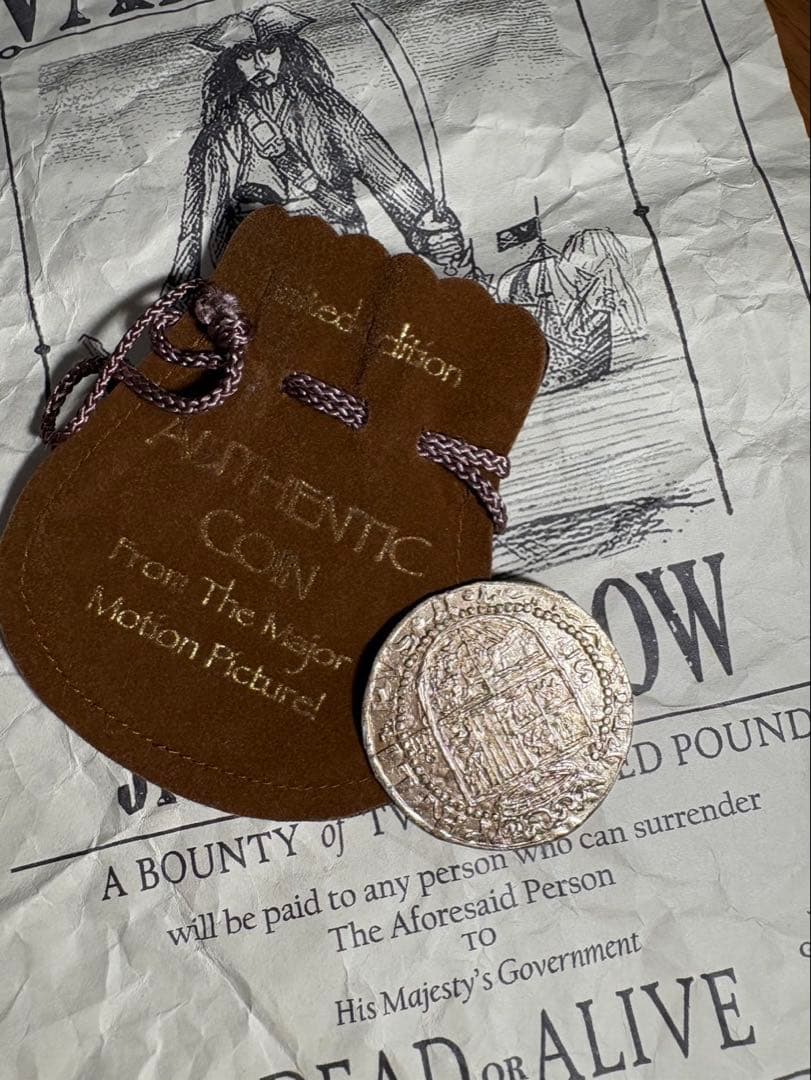 Limited Edition
AUTHENTIC
COIN
From The Major
Motion Picture!
OW
ED POUND
A BOUNTY of TW
will be paid to any person who can surrender
The Aforesaid Person
TO
His Majesty's Government
DEAD OR ALIVE